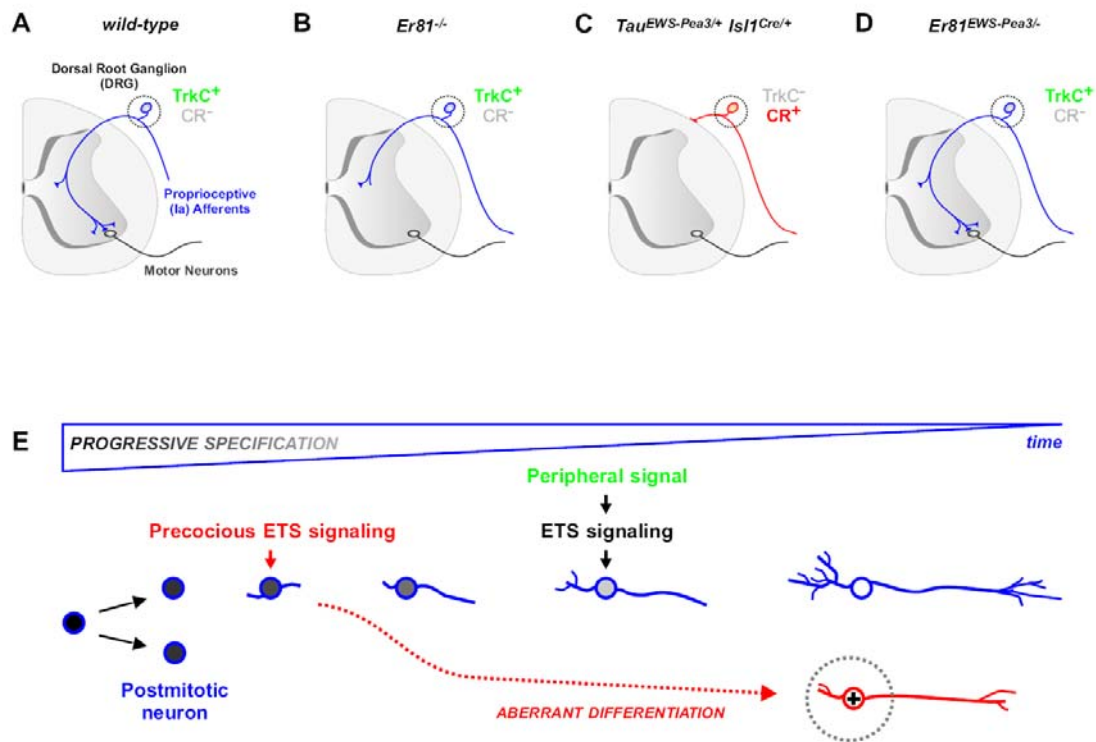 A
wild-type
Dorsal Root Ganglion
(DRG)
TrkC+
CR-
Proprioceptive
(Ia) Afferents
Motor Neurons
B
Er81-/-
TrkC+
CR-
C
TauEWS-Pea3/+ Isl1Cre/+
TrkC-
CR+
D
Er81EWS-Pea3/-
TrkC+
CR-
E
PROGRESSIVE SPECIFICATION
time
Peripheral signal
Precocious ETS signaling
ETS signaling
Postmitotic
neuron
ABERRANT DIFFERENTIATION
+